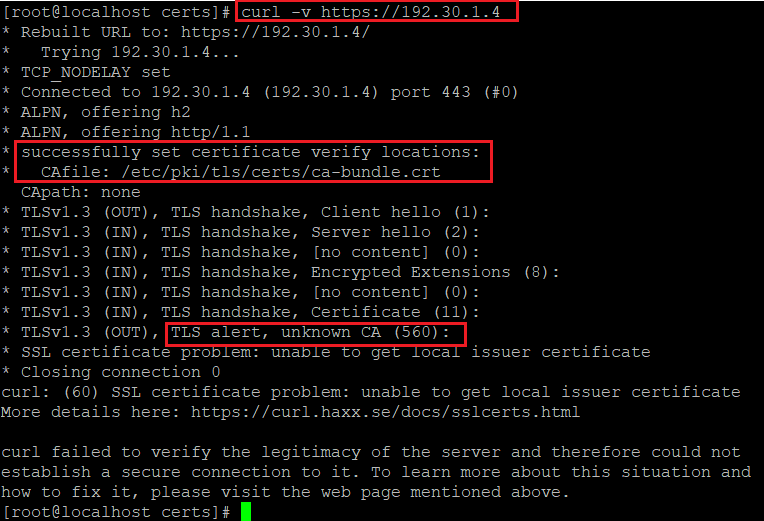 [root@localhost certs]# curl -v https://192.30.1.4
* Rebuilt URL to: https://192.30.1.4/
*   Trying 192.30.1.4...
* TCP_NODELAY set
* Connected to 192.30.1.4 (192.30.1.4) port 443 (#0)
* ALPN, offering h2
* ALPN, offering http/1.1
* successfully set certificate verify locations:
*   CAfile: /etc/pki/tls/certs/ca-bundle.crt
  CApath: none
* TLSv1.3 (OUT), TLS handshake, Client hello (1):
* TLSv1.3 (IN), TLS handshake, Server hello (2):
* TLSv1.3 (IN), TLS handshake, [no content] (0):
* TLSv1.3 (IN), TLS handshake, Encrypted Extensions (8):
* TLSv1.3 (IN), TLS handshake, [no content] (0):
* TLSv1.3 (IN), TLS handshake, Certificate (11):
* TLSv1.3 (OUT), TLS alert, unknown CA (560):
* SSL certificate problem: unable to get local issuer certificate
* Closing connection 0
curl: (60) SSL certificate problem: unable to get local issuer certificate
More details here: https://curl.haxx.se/docs/sslcerts.html

curl failed to verify the legitimacy of the server and therefore could not
establish a secure connection to it. To learn more about this situation and
how to fix it, please visit the web page mentioned above.
[root@localhost certs]#